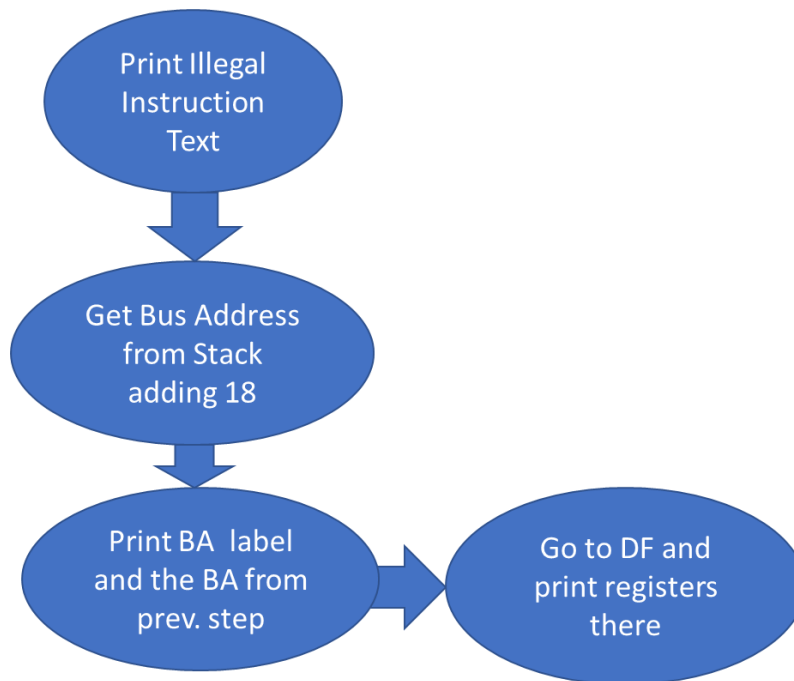 Print Illegal
Instruction
Text
Get Bus Address
from Stack
adding 18
Print BA label
and the BA from
prev. step
Go to DF and
print registers
there